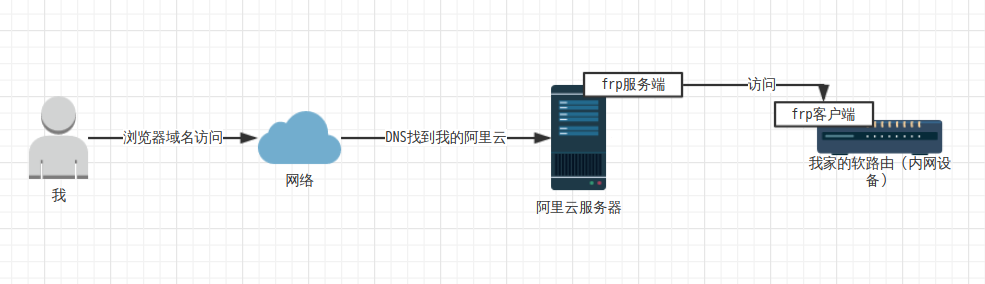 frp服务端
访问
frp客户端
浏览器域名访问
DNS找到我的阿里云
我家的软路由（内网设
备）
网络
我
阿里云服务器